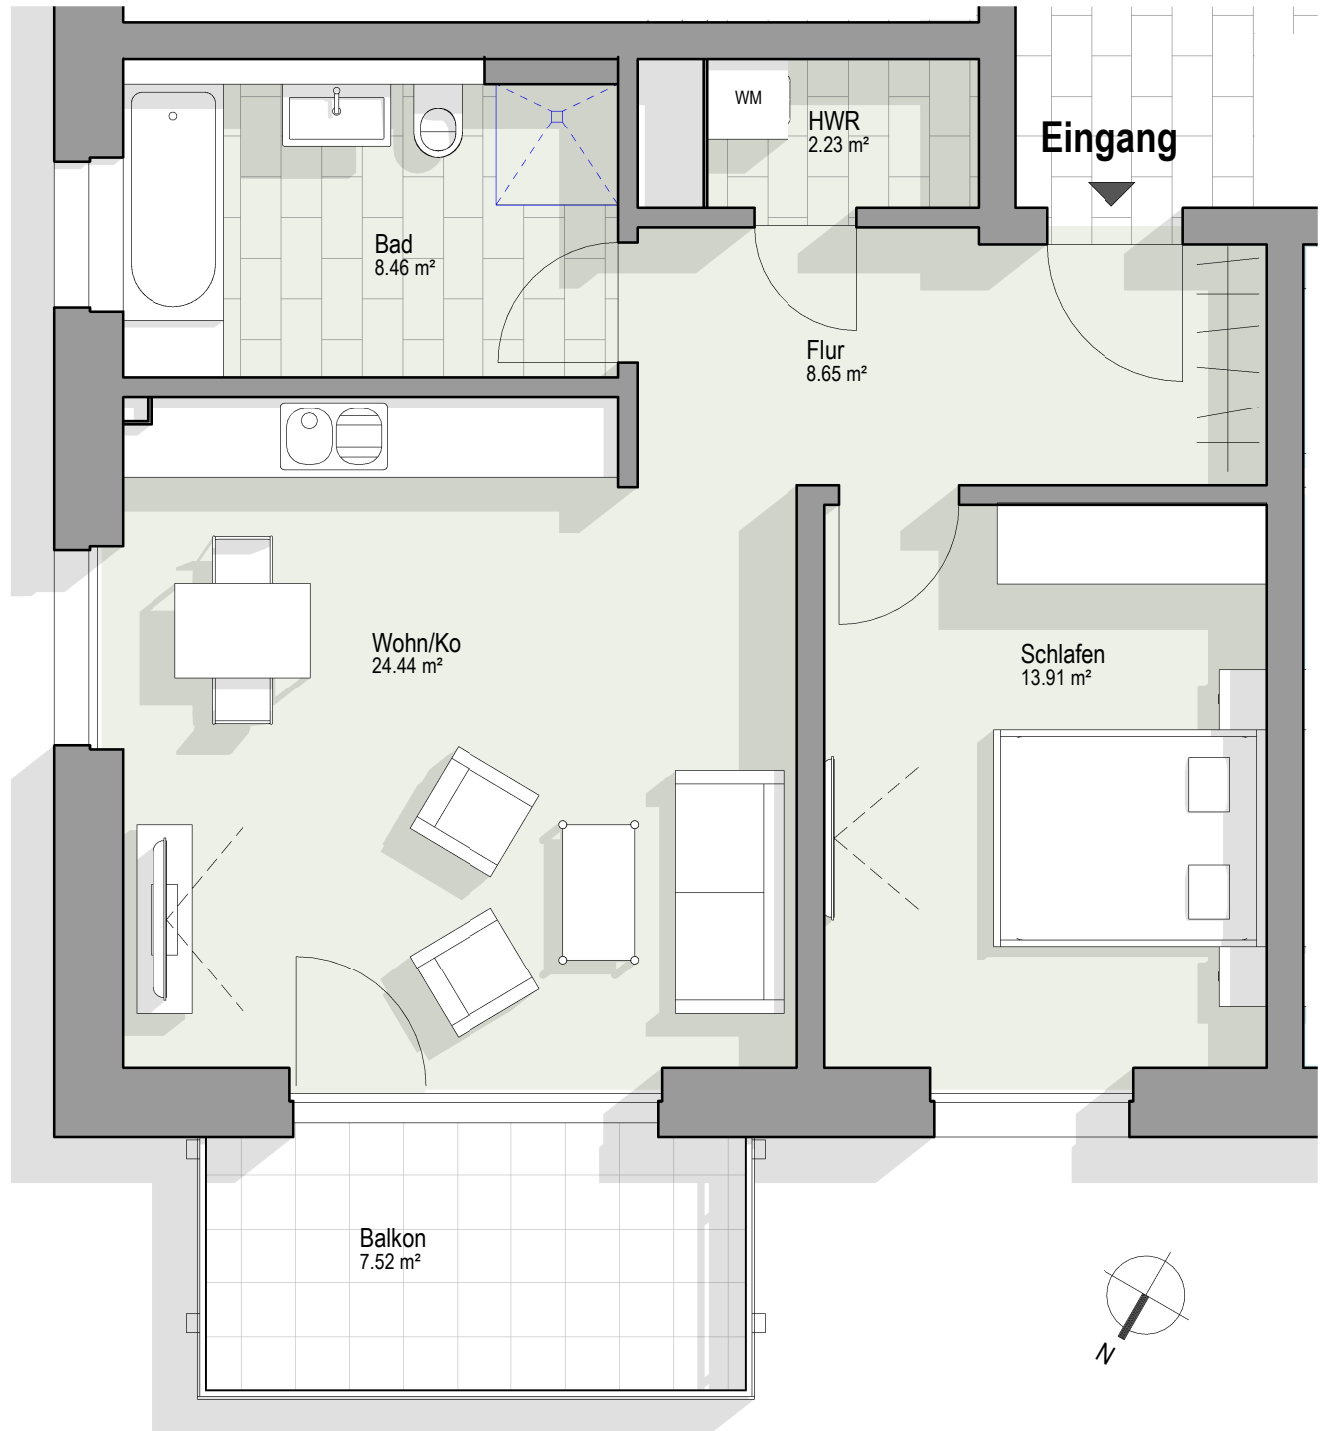 WM
HWR
2.23 m²
Eingang
Bad
8.46 m²
Flur
8.65 m²
Wohn/Ko
24.44 m²
Schlafen
13.91 m²
Balkon
7.52 m²
N